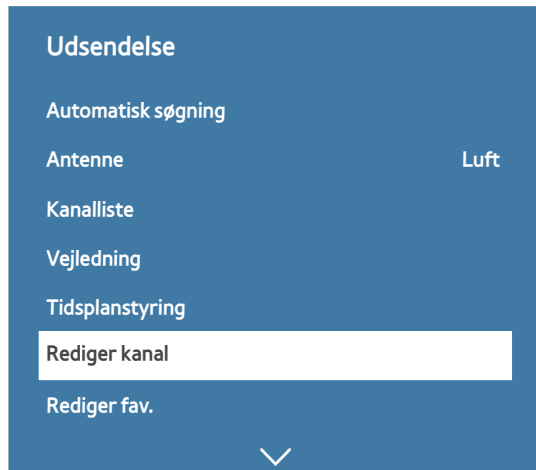 Udsendelse
Automatisk søgning
Antenne Luft
Kanalliste
Vejledning
Tidsplanstyring
Rediger kanal
Rediger fav.